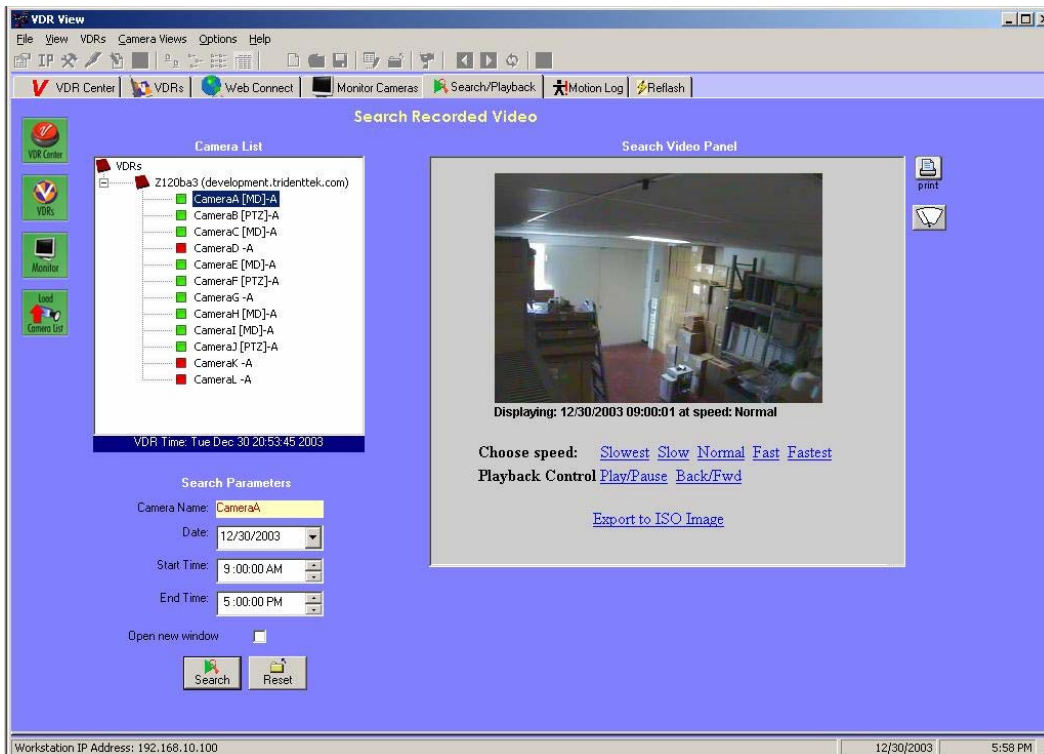 VDR View
File View VDRs Camera Views Options Help
IP
VDR Center VDRs Web Connect Monitor Cameras Search/Playback Motion Log Reflash
Search Recorded Video
VDR Center
VDRs
Monitor
Load
Camera List
Camera List
VDRs
Z120ba3 (development.tridenttek.com)
CameraA [MD]-A
CameraB [PTZ]-A
CameraC [MD]-A
CameraD -A
CameraE [MD]-A
CameraF [PTZ]-A
CameraG -A
CameraH [MD]-A
CameraI [MD]-A
CameraJ [PTZ]-A
CameraK -A
CameraL -A
VDR Time: Tue Dec 30 20:53:45 2003
Search Parameters
Camera Name: CameraA
Date: 12/30/2003
Start Time: 9:00:00 AM
End Time: 5:00:00 PM
Open new window
Search Reset
Search Video Panel
print
Displaying: 12/30/2003 09:00:01 at speed: Normal
Choose speed: Slowest Slow Normal Fast Fastest
Playback Control Play/Pause Back/Fwd
Export to ISO Image
Workstation IP Address: 192.168.10.100 12/30/2003 5:58 PM